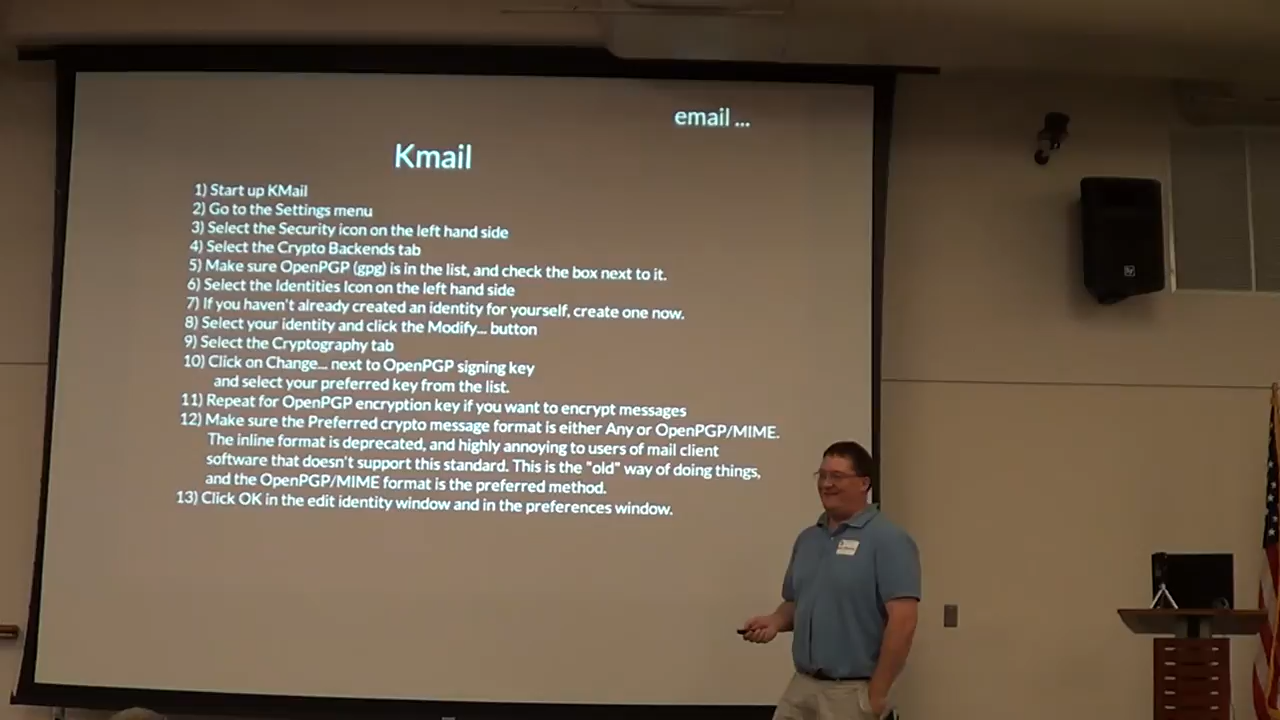 email ...
Kmail
1) Start up KMail
2) Go to the Settings menu
3) Select the Security icon on the left hand side
4) Select the Crypto Backends tab
5) Make sure OpenPGP (gpg) is in the list, and check the box next to it.
6) Select the Identities Icon on the left hand side
7) If you haven't already created an identity for yourself, create one now.
8) Select your identity and click the Modify... button
9) Select the Cryptography tab
10) Click on Change... next to OpenPGP signing key
and select your preferred key from the list.
11) Repeat for OpenPGP encryption key if you want to encrypt messages
12) Make sure the Preferred crypto message format is either Any or OpenPGP/MIME.
The inline format is deprecated, and highly annoying to users of mail client
software that doesn't support this standard. This is the "old" way of doing things,
and the OpenPGP/MIME format is the preferred method.
13) Click OK in the edit identity window and in the preferences window.